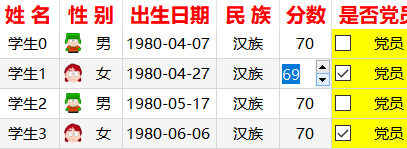 姓 名 性 别 出生日期 民 族 分数 是否党员
学生0 男 1980-04-07 汉族 70 党员
学生1 女 1980-04-27 汉族 69 党员
学生2 男 1980-05-17 汉族 70 党员
学生3 女 1980-06-06 汉族 70 党员